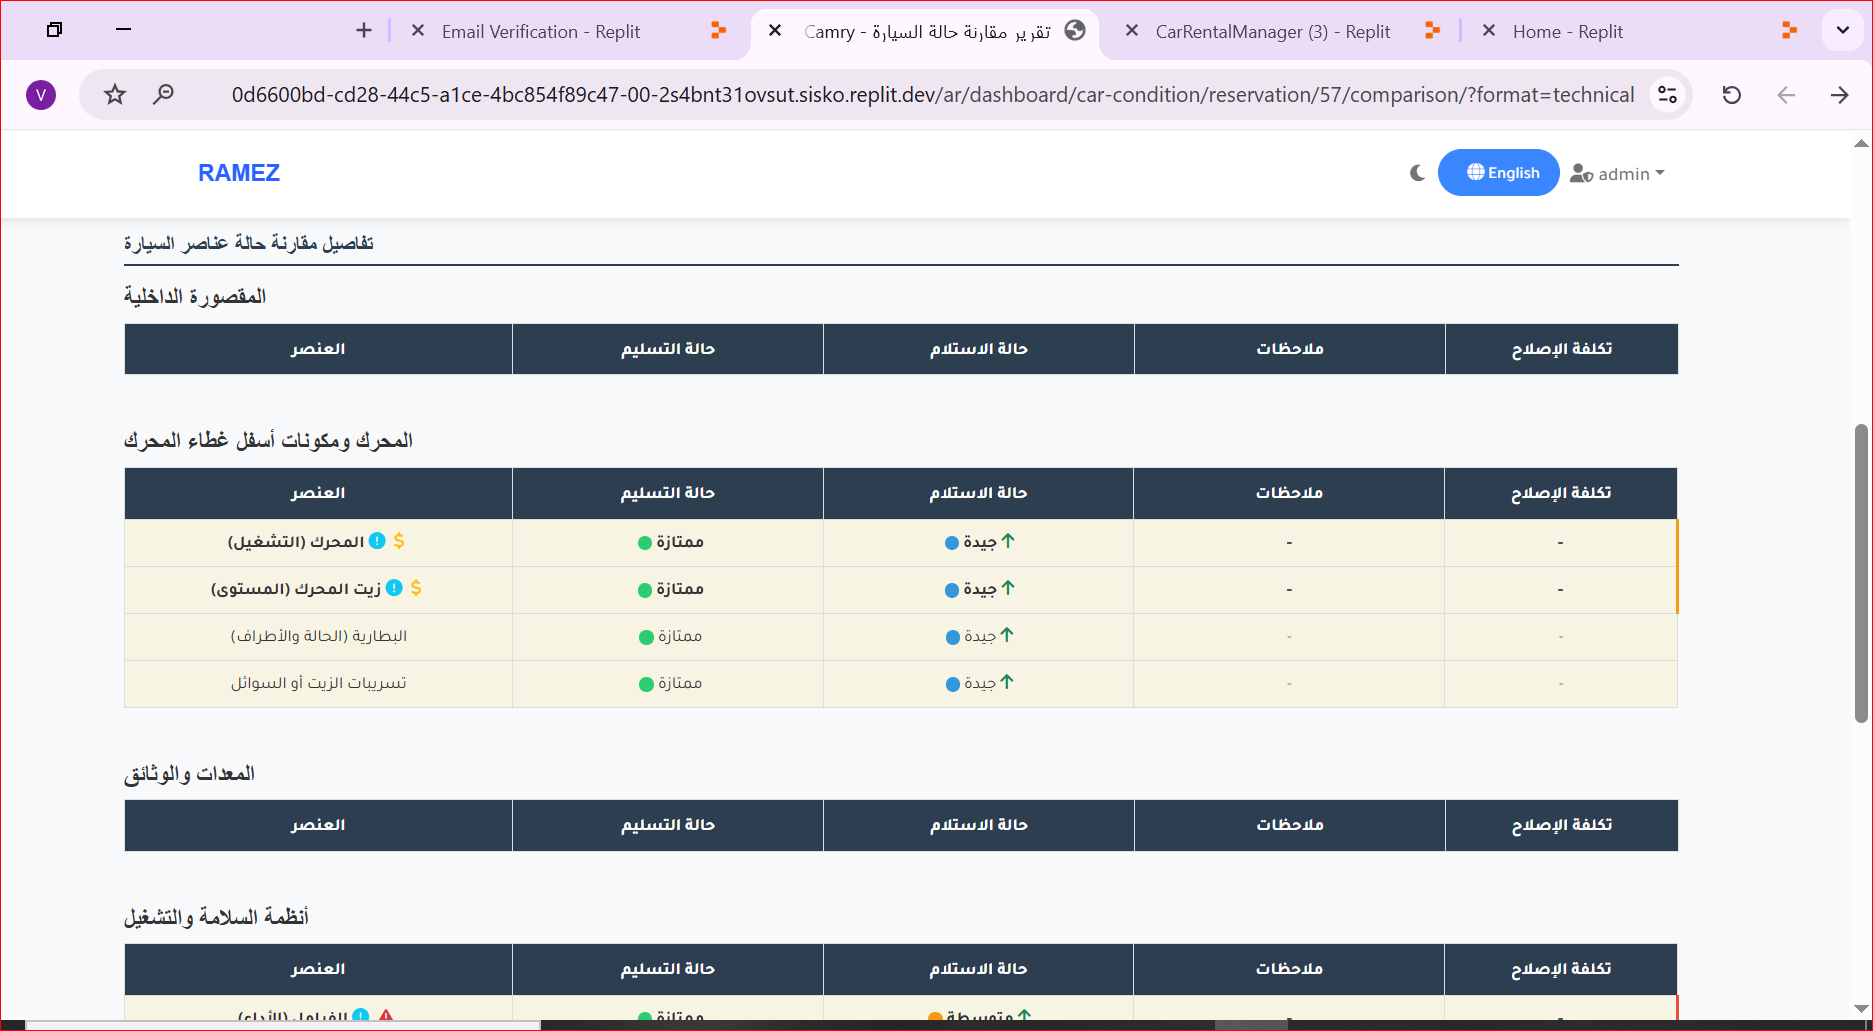 Email Verification - Replit
تقرير مقارنة حالة السيارة - Camry
CarRentalManager (3) - Replit
Home - Replit
V
0d6600bd-cd28-44c5-a1ce-4bc854f89c47-00-2s4bnt31ovsut.sisko.replit.dev/ar/dashboard/car-condition/reservation/57/comparison/?format=technical
RAMEZ
English
admin
تفاصيل مقارنة حالة عناصر السيارة
المقصورة الداخلية
العنصر حالة التسليم حالة الاستلام ملاحظات تكلفة الإصلاح
المحرك ومكونات أسفل غطاء المحرك
العنصر حالة التسليم حالة الاستلام ملاحظات تكلفة الإصلاح
المحرك (التشغيل) $ ممتازة جيدة - -
زيت المحرك (المستوى) $ ممتازة جيدة - -
البطارية (الحالة والأطراف) ممتازة جيدة - -
تسريبات الزيت أو السوائل ممتازة جيدة - -
المعدات والوثائق
العنصر حالة التسليم حالة الاستلام ملاحظات تكلفة الإصلاح
أنظمة السلامة والتشغيل
العنصر حالة التسليم حالة الاستلام ملاحظات تكلفة الإصلاح
الفرامل (الأداء) ممتازة متوسطة - -